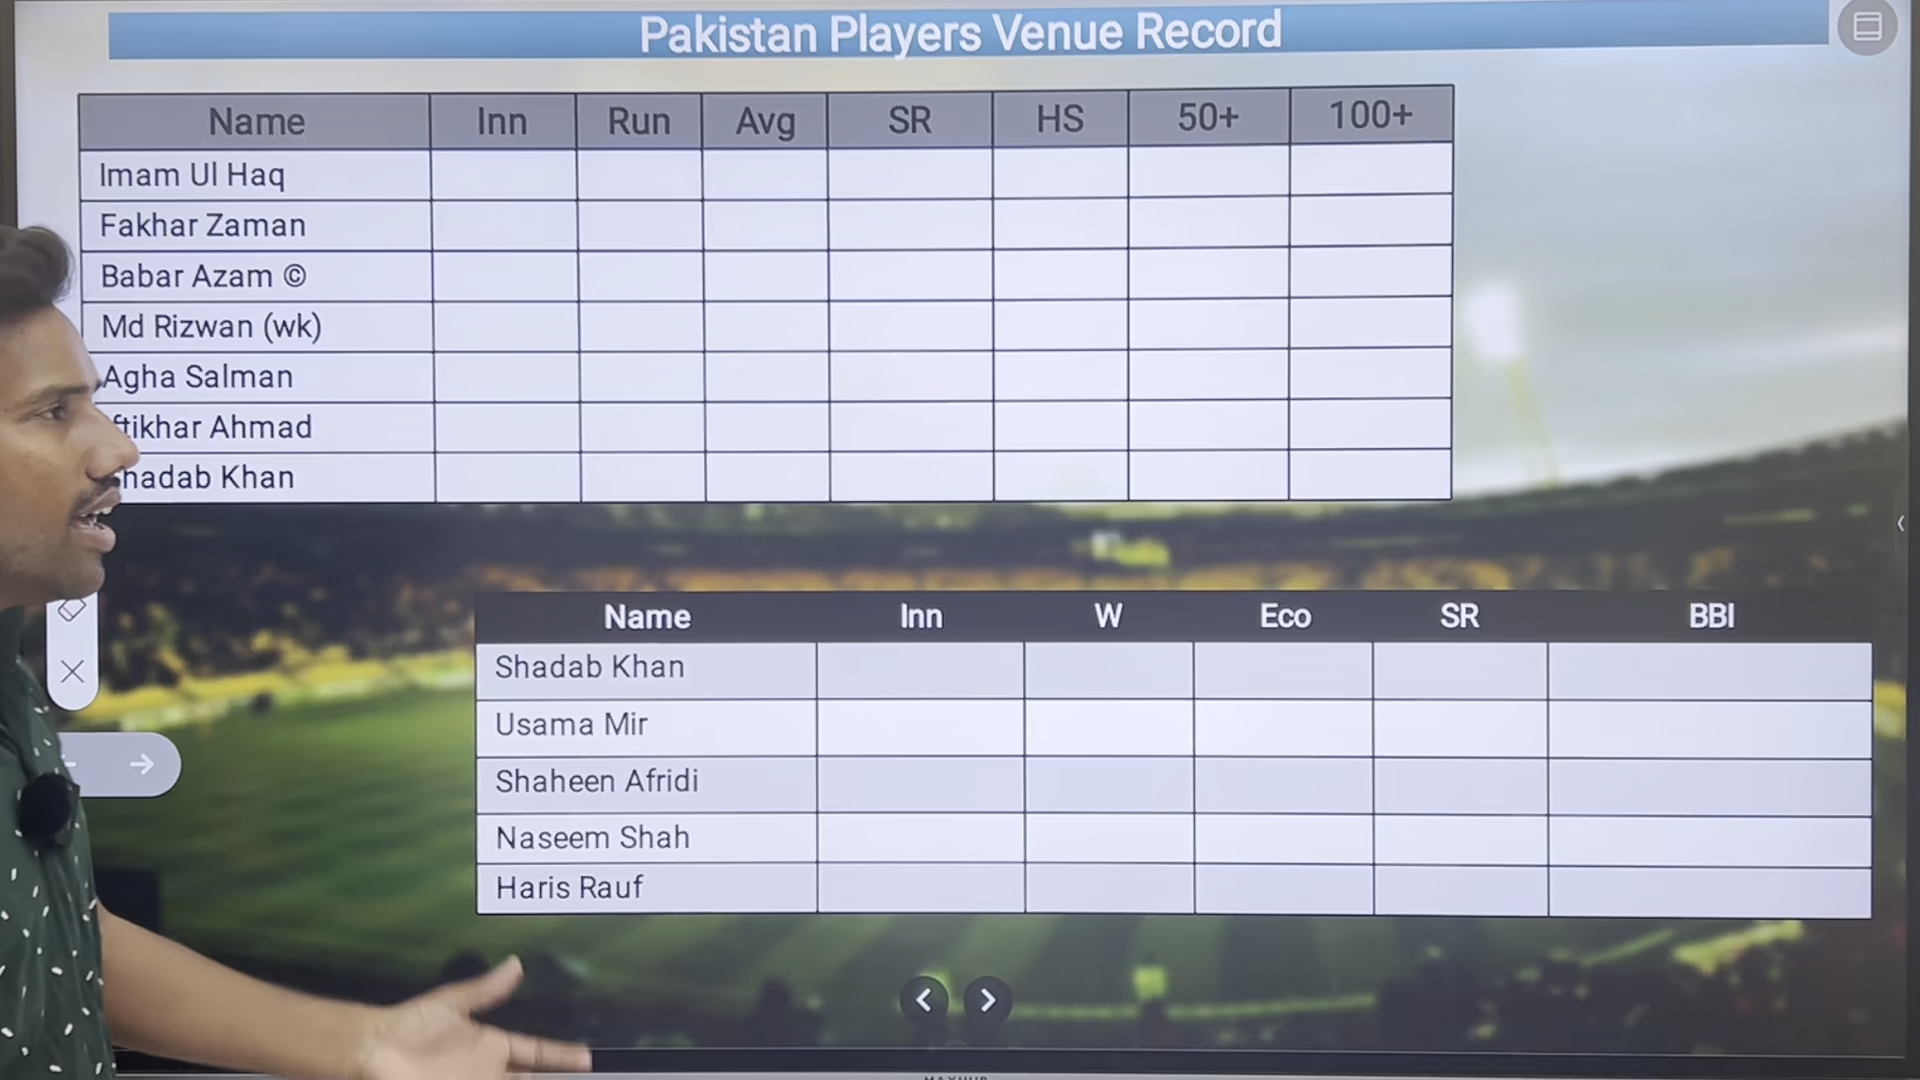 Pakistan Players Venue Record
Name Inn Run Avg SR HS 50+ 100+
Imam Ul Haq
Fakhar Zaman
Babar Azam ©
Md Rizwan (wk)
Agha Salman
ftikhar Ahmad
hadab Khan
Name Inn W Eco SR BBI
Shadab Khan
Usama Mir
Shaheen Afridi
Naseem Shah
Haris Rauf